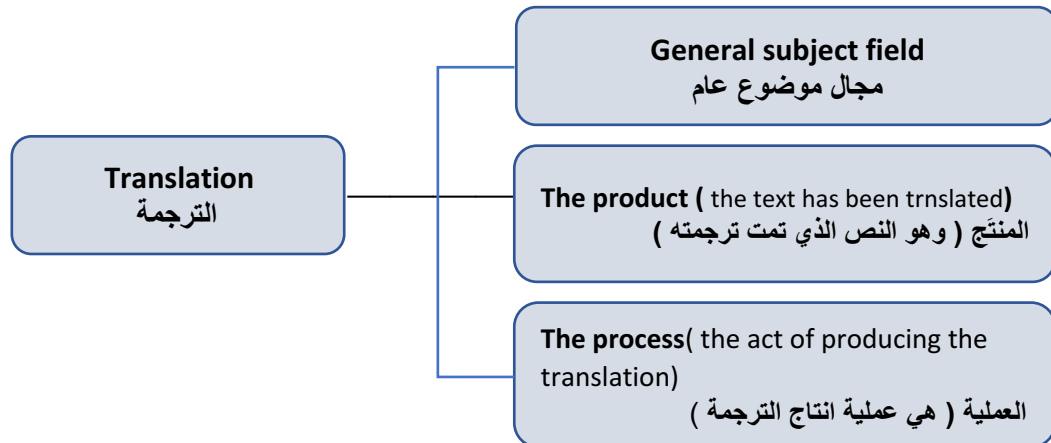 Translation
الترجمة
General subject field
مجال موضوع عام
The product ( the text has been trnslated)
المنتَج ( وهو النص الذي تمت ترجمته )
The process( the act of producing the
translation)
العملية ( هي عملية انتاج الترجمة )